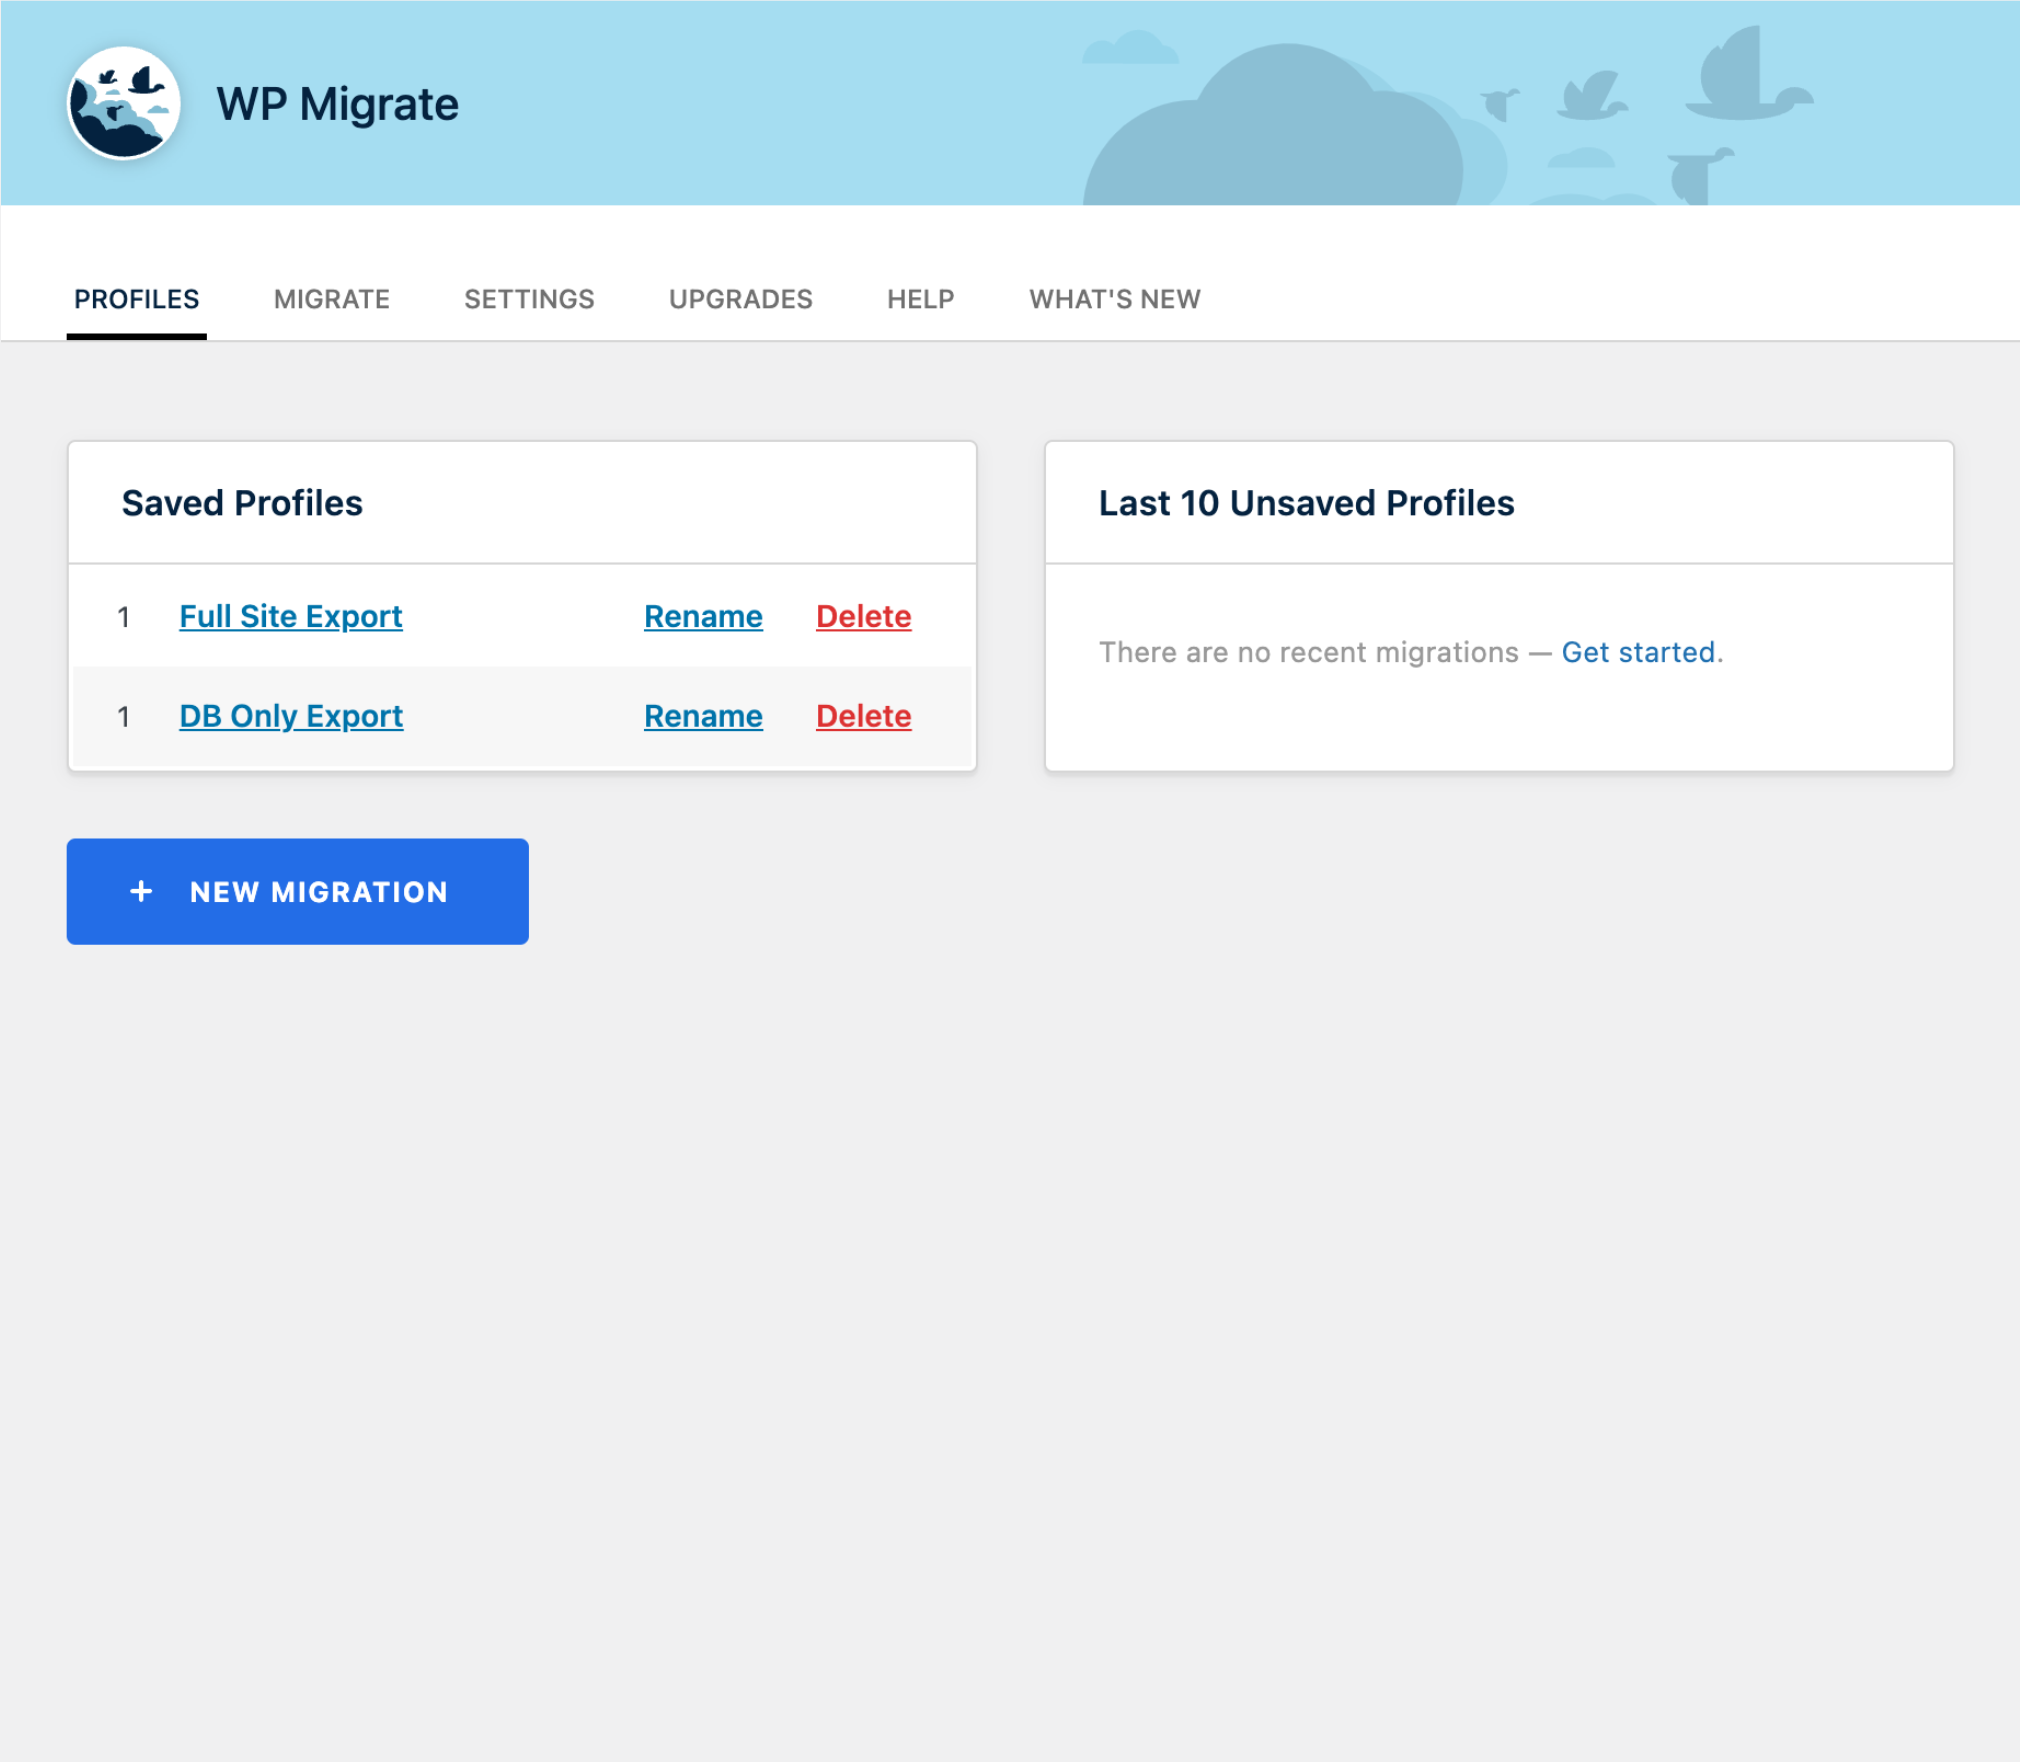 WP Migrate
PROFILES MIGRATE SETTINGS UPGRADES HELP WHAT'S NEW
Saved Profiles
1 Full Site Export Rename Delete
1 DB Only Export Rename Delete
Last 10 Unsaved Profiles
There are no recent migrations — Get started.
+ NEW MIGRATION